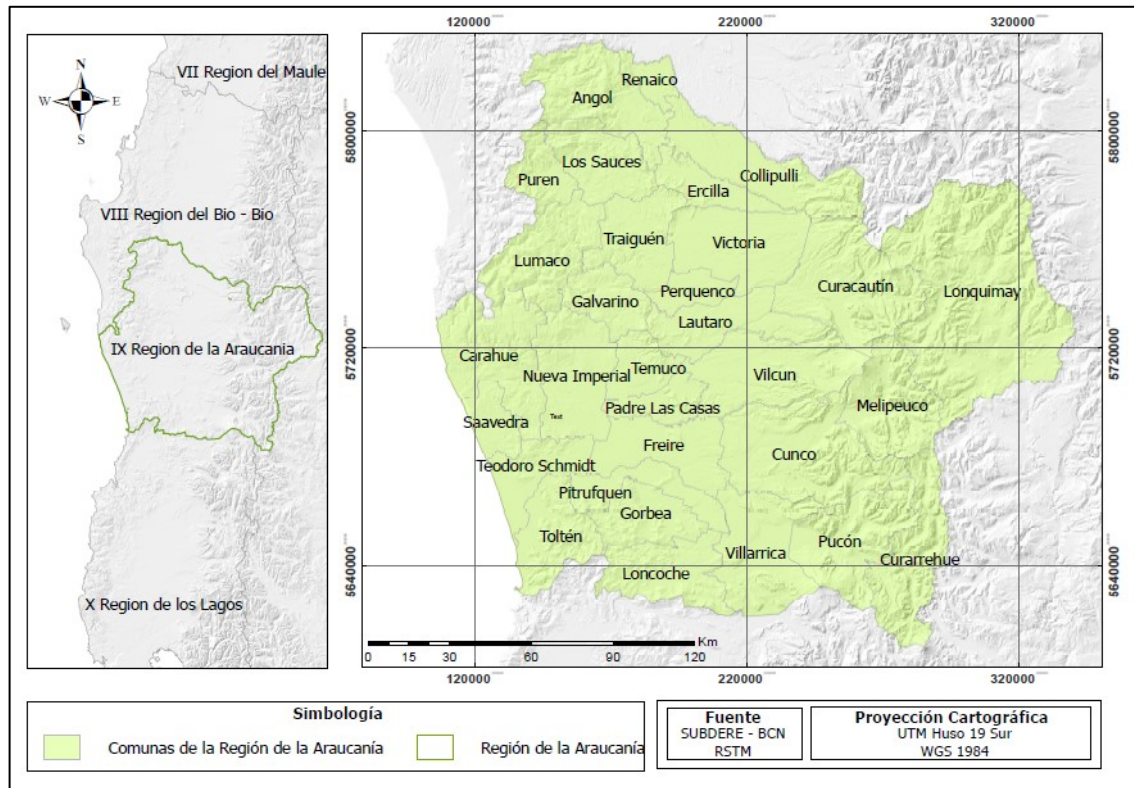 VII Region del Maule
N
W E
S
VIII Region del Bio - Bio
IX Region de la Araucania
X Region de los Lagos
120000 220000 320000
5800000 5800000
5720000 5720000
5640000 5640000
Renaico
Angol
Los Sauces
Puren
Collipulli
Ercilla
Traiguén
Victoria
Lumaco
Curacautín
Perquenco
Lonquimay
Galvarino
Lautaro
Carahue
Temuco
Nueva Imperial
Vilcun
Padre Las Casas
Melipeuco
Text
Saavedra
Freire
Cunco
Teodoro Schmidt
Pitrufquen
Gorbea
Toltén
Pucón
Villarrica
Curarrehue
Loncoche
Km
0 15 30 60 90 120
120000 220000 320000
Simbología
Comunas de la Región de la Araucanía
Región de la Araucanía
Fuente
SUBDERE - BCN
RSTM
Proyección Cartográfica
UTM Huso 19 Sur
WGS 1984